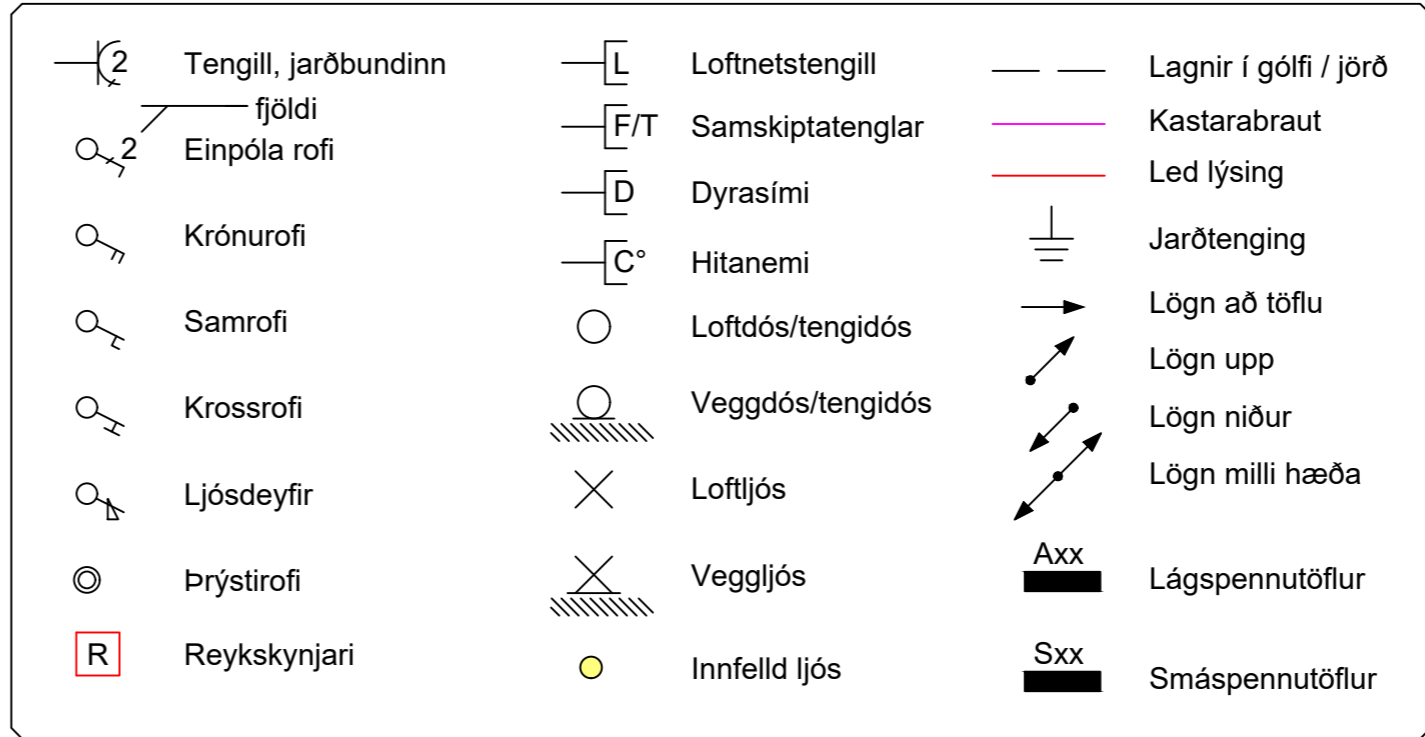 2 Tengill, jarðbundinn
fjöldi
2 Einpóla rofi
Krónurofi
Samrofi
Krossrofi
Ljósdeyfir
Þrýstirofi
R Reykskynjari
L Loftnetstengill
F/T Samskiptatenglar
D Dyrasími
C° Hitanemi
Loftdós/tengidós
Veggdós/tengidós
Loftljós
Veggljós
Innfelld ljós
Lagnir í gólfi / jörð
Kastarabraut
Led lýsing
Jarðtenging
Lögn að töflu
Lögn upp
Lögn niður
Lögn milli hæða
Axx
Lágspennutöflur
Sxx
Smáspennutöflur